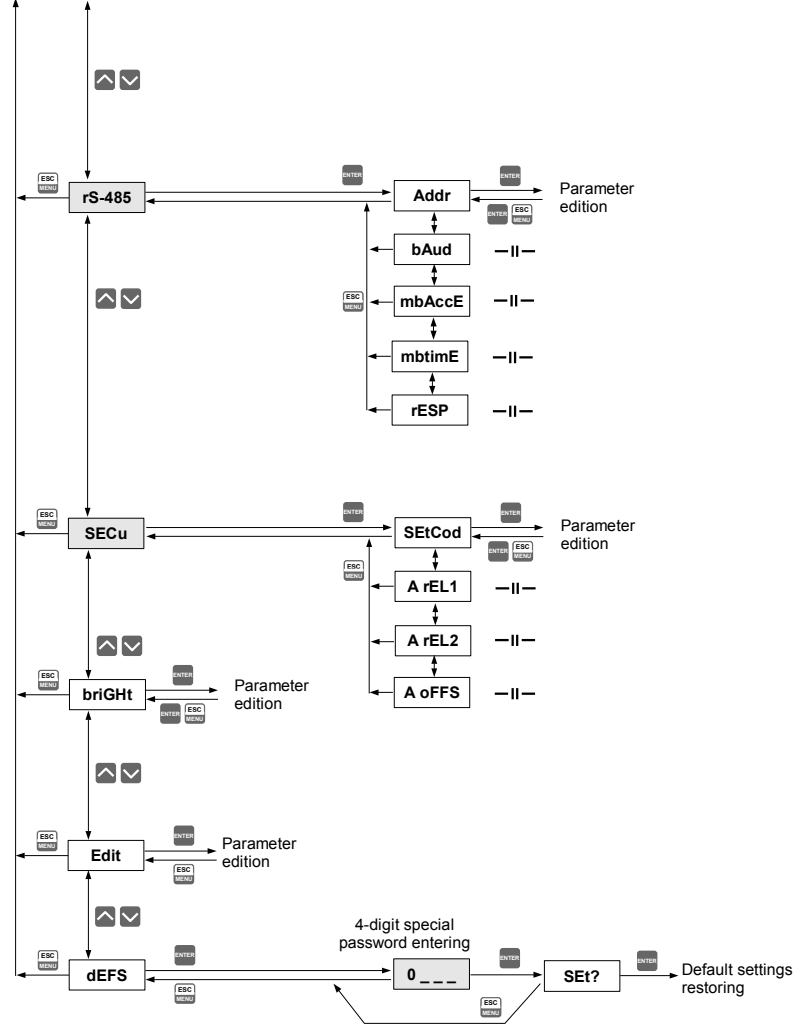 ESC
MENU
rS-485
ENTER
Addr
ENTER
ENTER
ESC
MENU
Parameter
edition
bAud
—II—
ESC
MENU
mbAccE
—II—
mbtimE
—II—
rESP
—II—
ESC
MENU
SECu
ENTER
SEtCod
ENTER
ENTER
ESC
MENU
Parameter
edition
ESC
MENU
A rEL1
—II—
A rEL2
—II—
A oFFS
—II—
ESC
MENU
briGHt
ENTER
ENTER
ESC
MENU
Parameter
edition
ESC
MENU
Edit
ENTER
ESC
MENU
Parameter
edition
ESC
MENU
dEFS
ENTER
ESC
MENU
4-digit special
password entering
0 _ _ _
ENTER
ESC
MENU
SEt?
ENTER
Default settings
restoring